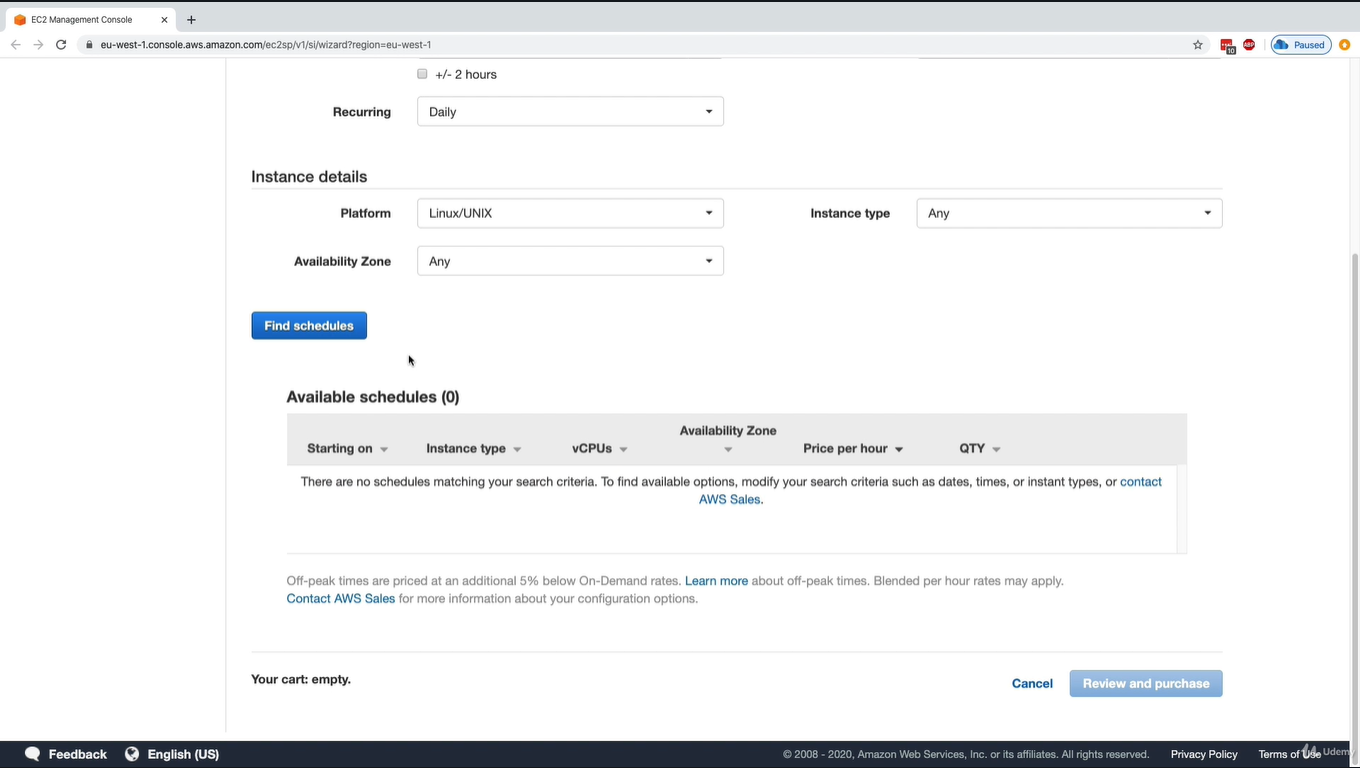 EC2 Management Console
eu-west-1.console.aws.amazon.com/ec2sp/v1/si/wizard?region=eu-west-1
10
ABP
Paused
+/- 2 hours
Recurring
Daily
Instance details
Platform
Linux/UNIX
Instance type
Any
Availability Zone
Any
Find schedules
Available schedules (0)
Starting on
Instance type
vCPUs
Availability Zone
Price per hour
QTY
There are no schedules matching your search criteria. To find available options, modify your search criteria such as dates, times, or instant types, or contact
AWS Sales.
Off-peak times are priced at an additional 5% below On-Demand rates. Learn more about off-peak times. Blended per hour rates may apply.
Contact AWS Sales for more information about your configuration options.
Your cart: empty.
Cancel
Review and purchase
Feedback
English (US)
© 2008 - 2020, Amazon Web Services, Inc. or its affiliates. All rights reserved.
Privacy Policy
Terms of Use
Udemy